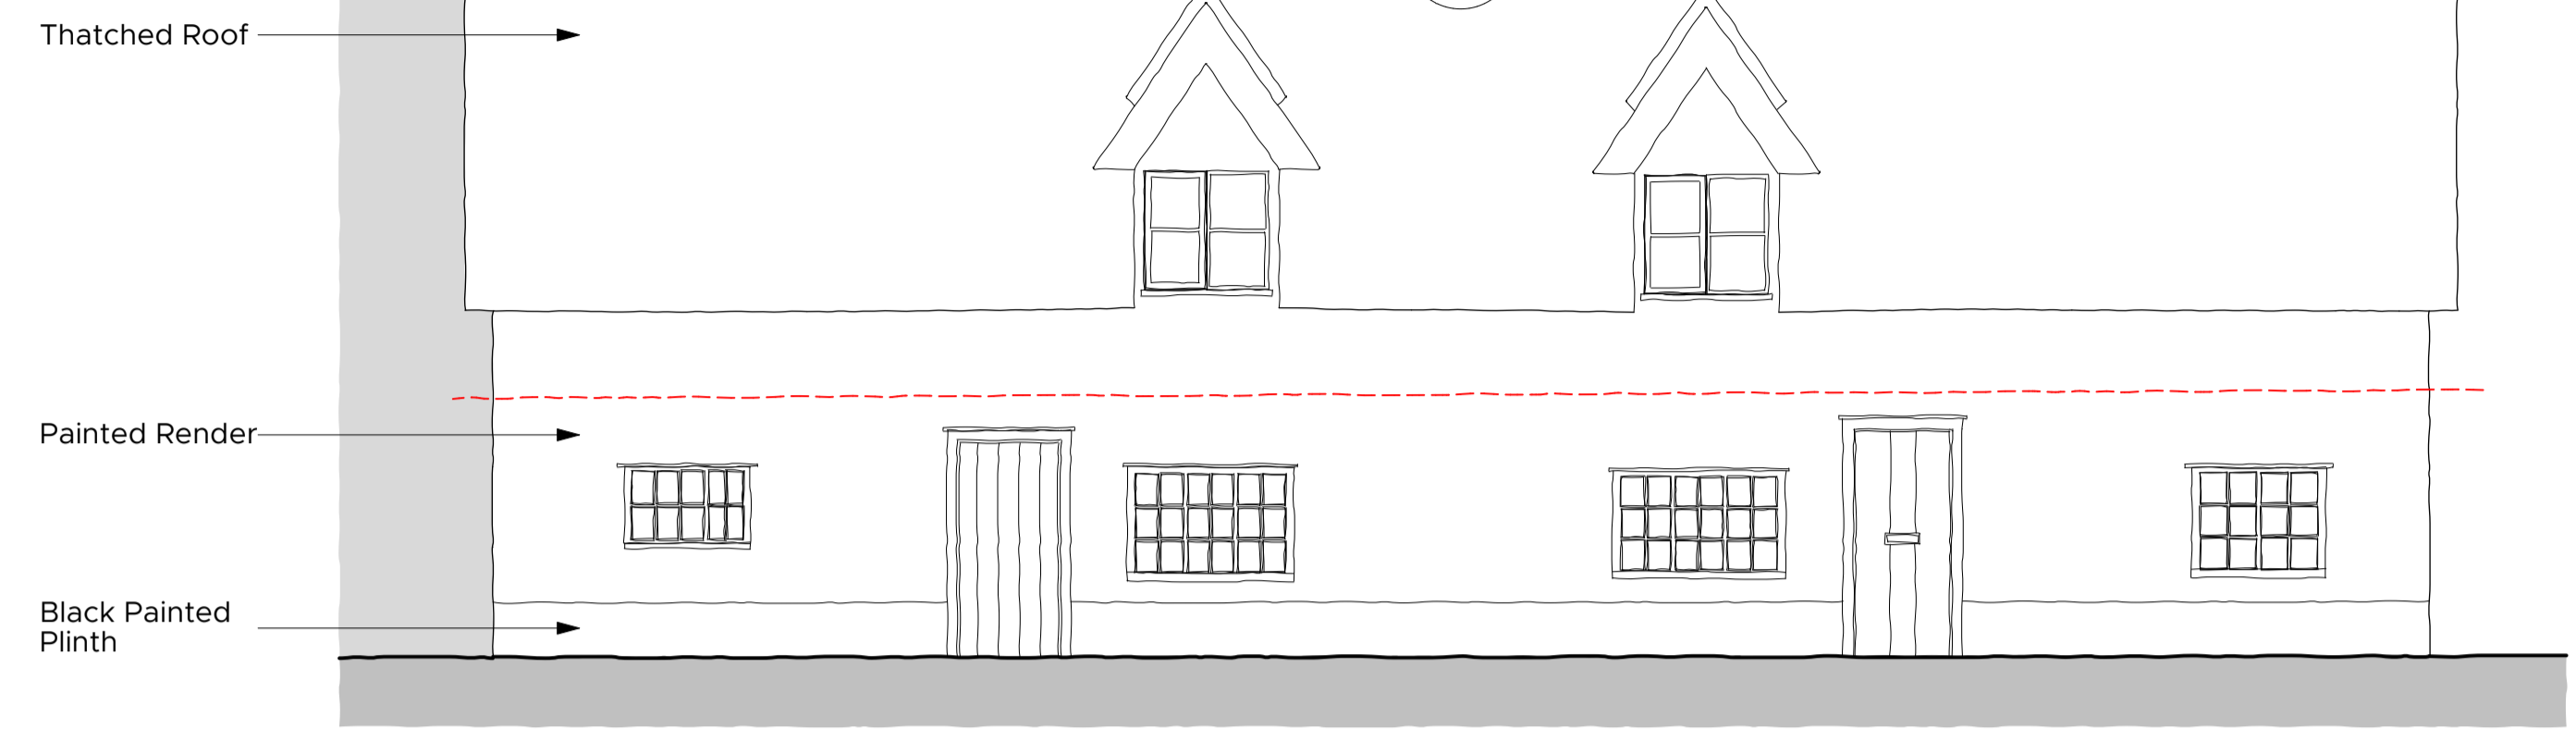 Thatched Roof
Painted Render
Black Painted
Plinth